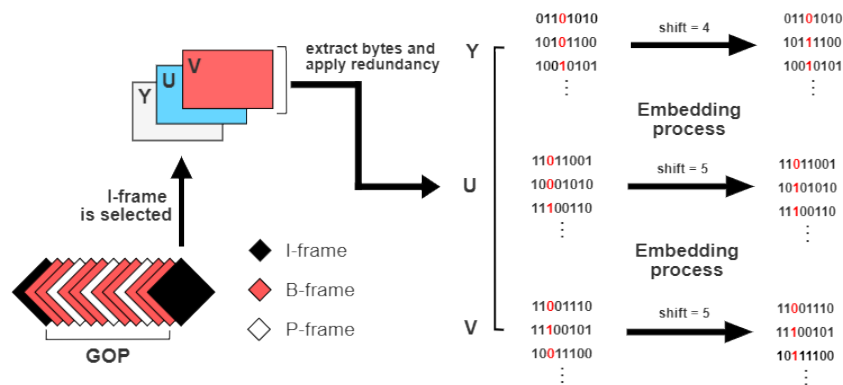 Y
U
V
extract bytes and
apply redundancy
I-frame
is selected
GOP
I-frame
B-frame
P-frame
Y
01101010
10101100
10010101
⋮
shift = 4
01101010
10111100
10010101
⋮
Embedding
process
U
11011001
10001010
11100110
⋮
shift = 5
11011001
10101010
11100110
⋮
Embedding
process
V
11001110
11100101
10011100
⋮
shift = 5
11001110
11100101
10111100
⋮